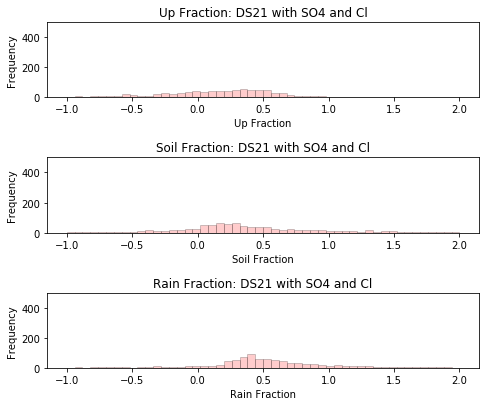 Up Fraction: DS21 with SO4 and Cl
400
200
0
Frequency
−1.0 −0.5 0.0 0.5 1.0 1.5 2.0
Up Fraction
Soil Fraction: DS21 with SO4 and Cl
400
200
0
Frequency
−1.0 −0.5 0.0 0.5 1.0 1.5 2.0
Soil Fraction
Rain Fraction: DS21 with SO4 and Cl
400
200
0
Frequency
−1.0 −0.5 0.0 0.5 1.0 1.5 2.0
Rain Fraction